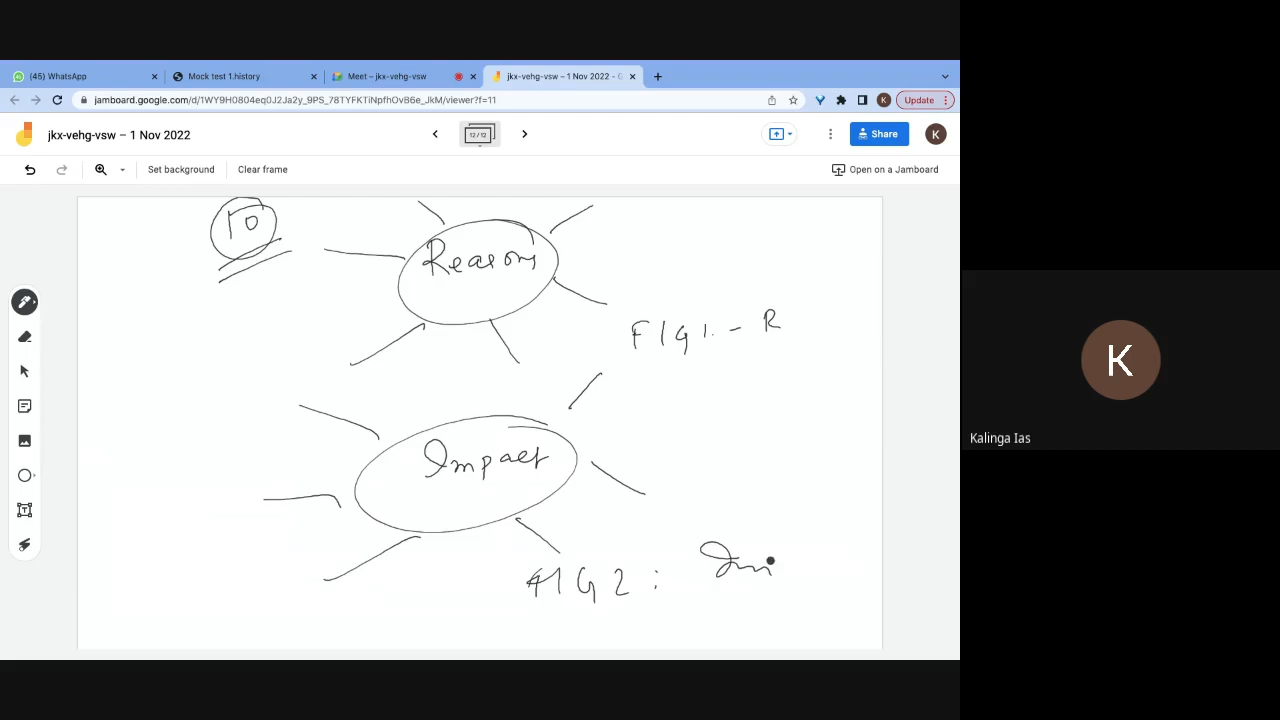 (45) WhatsApp
Mock test 1.history
Meet – jkx-vehg-vsw
jkx-vehg-vsw – 1 Nov 2022 - G
jamboard.google.com/d/1WY9H0804eq0J2Ja2y_9PS_78TYFKTiNpfhOvB6e_JkM/viewer?f=11
K
Update
jkx-vehg-vsw – 1 Nov 2022
12 / 12
Share
K
Set background
Clear frame
Open on a Jamboard
10
Reasons
FIG 1. – R
Impact
FIG 2 :
K
Kalinga Ias